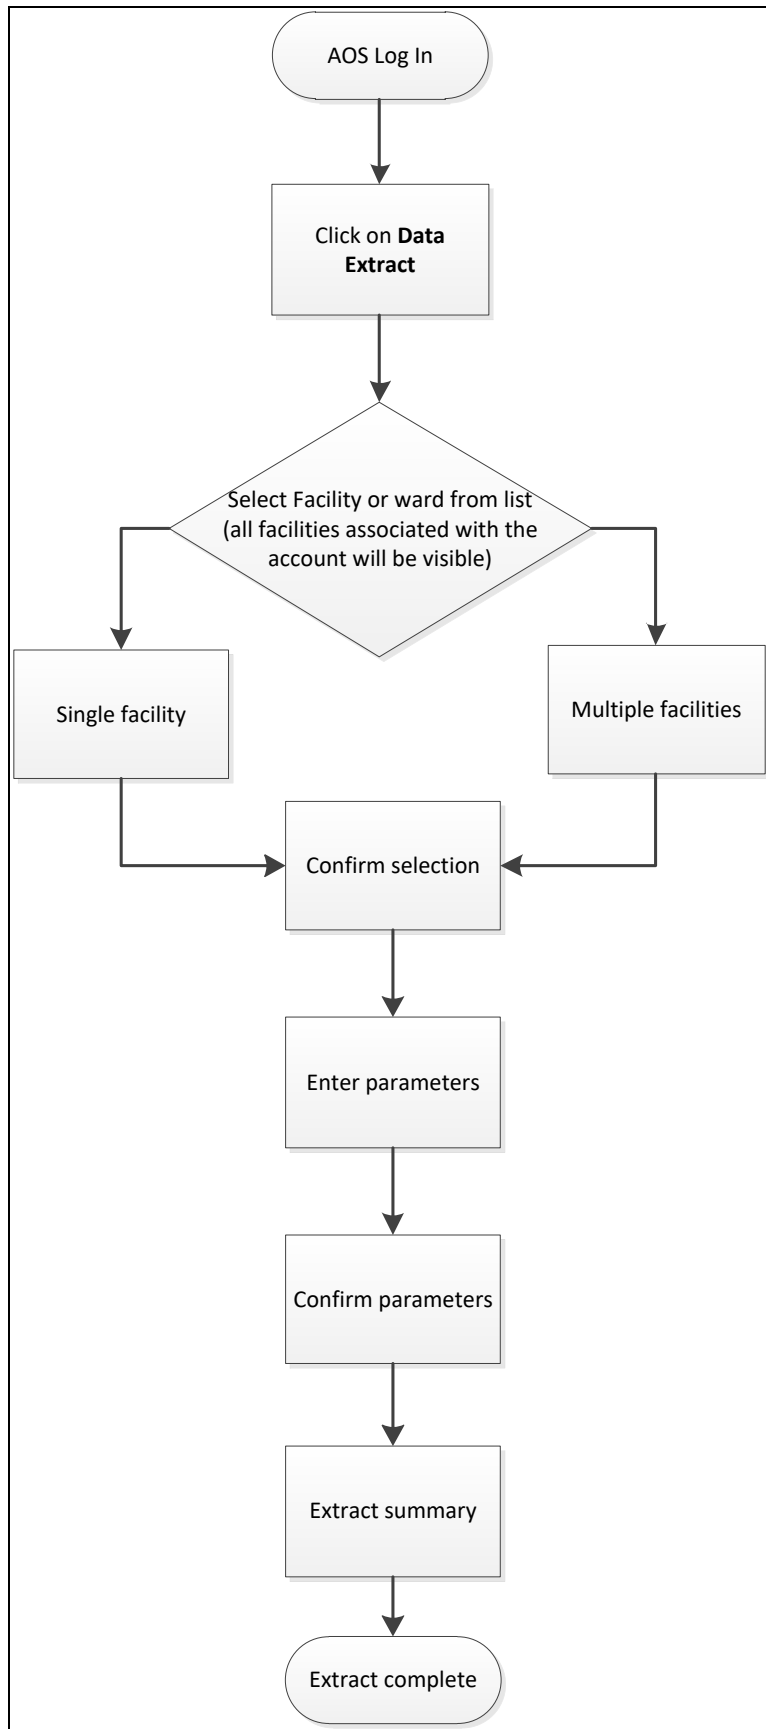 AOS Log In
Click on Data
Extract
Select Facility or ward from list
(all facilities associated with the
account will be visible)
Single facility
Multiple facilities
Confirm selection
Enter parameters
Confirm parameters
Extract summary
Extract complete